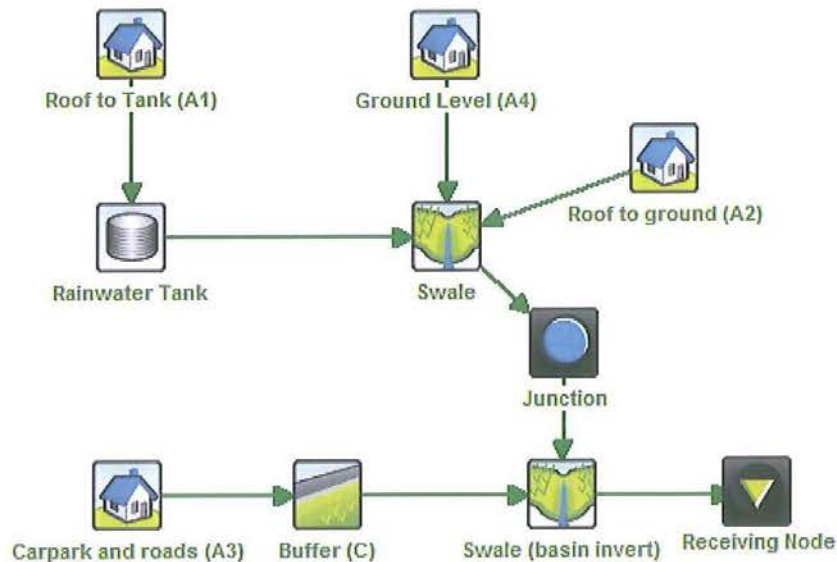 Roof to Tank (A1)
Ground Level (A4)
Roof to ground (A2)
Rainwater Tank
Swale
Junction
Carpark and roads (A3)
Buffer (C)
Swale (basin invert)
Receiving Node